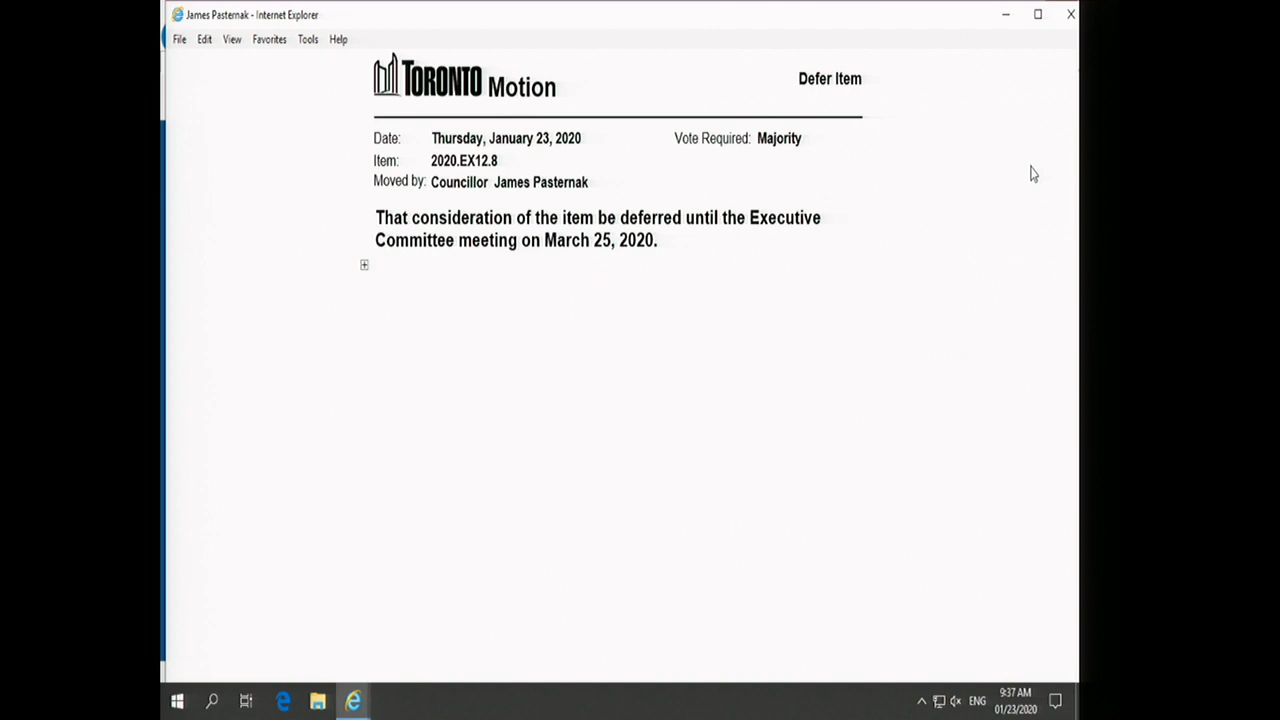 James Pasternak - Internet Explorer
File Edit View Favorites Tools Help
TORONTO Motion
Defer Item
Date: Thursday, January 23, 2020 Vote Required: Majority
Item: 2020.EX12.8
Moved by: Councillor James Pasternak
That consideration of the item be deferred until the Executive
Committee meeting on March 25, 2020.
ENG
9:37 AM
01/23/2020